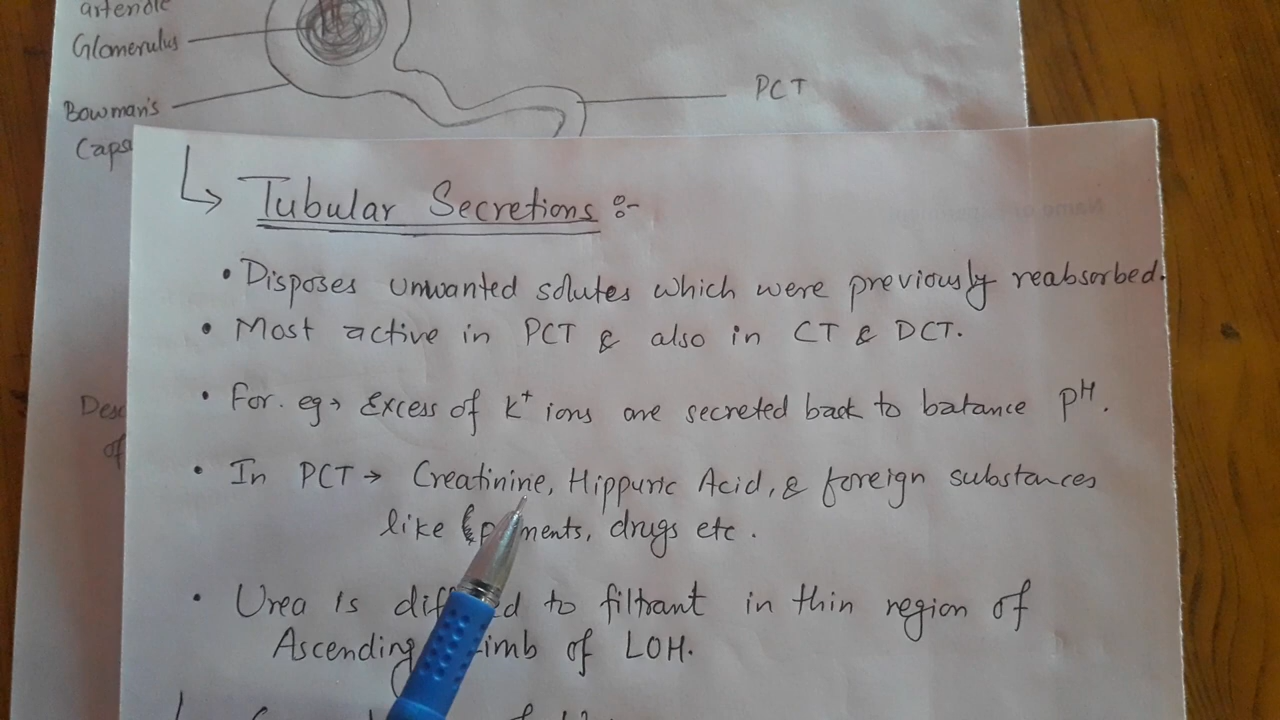 arteriole
Glomerulus
PCT
Bowman's
Caps
↳ Tubular Secretions :-
• Disposes unwanted solutes which were previously reabsorbed.
• Most active in PCT & also in CT & DCT.
• For. eg → Excess of K⁺ ions are secreted back to balance pH.
• In PCT → Creatinine, Hippuric Acid, & foreign substances
like drugs etc.
Desc
of
• Urea is to filtrant in thin region of
Ascending of LOH.